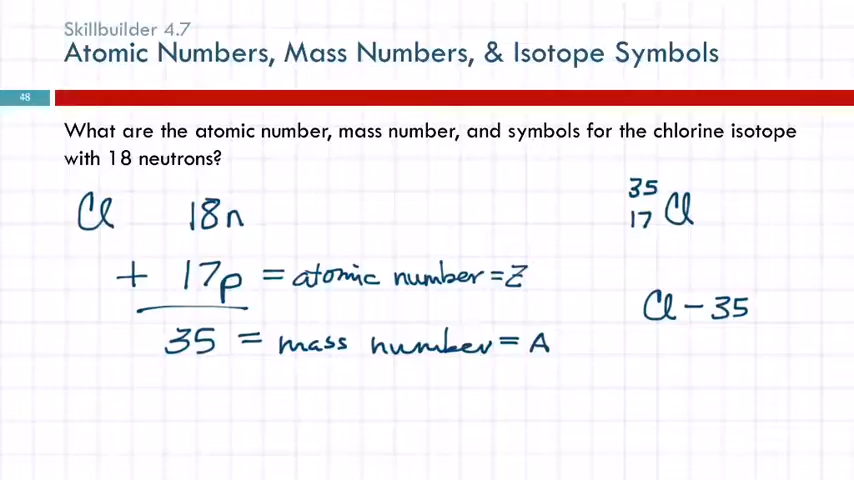 Skillbuilder 4.7
Atomic Numbers, Mass Numbers, & Isotope Symbols
48
What are the atomic number, mass number, and symbols for the chlorine isotope
with 18 neutrons?
Cl 18n
+ 17p = atomic number = Z
35 = mass number = A
35
17 Cl
Cl - 35